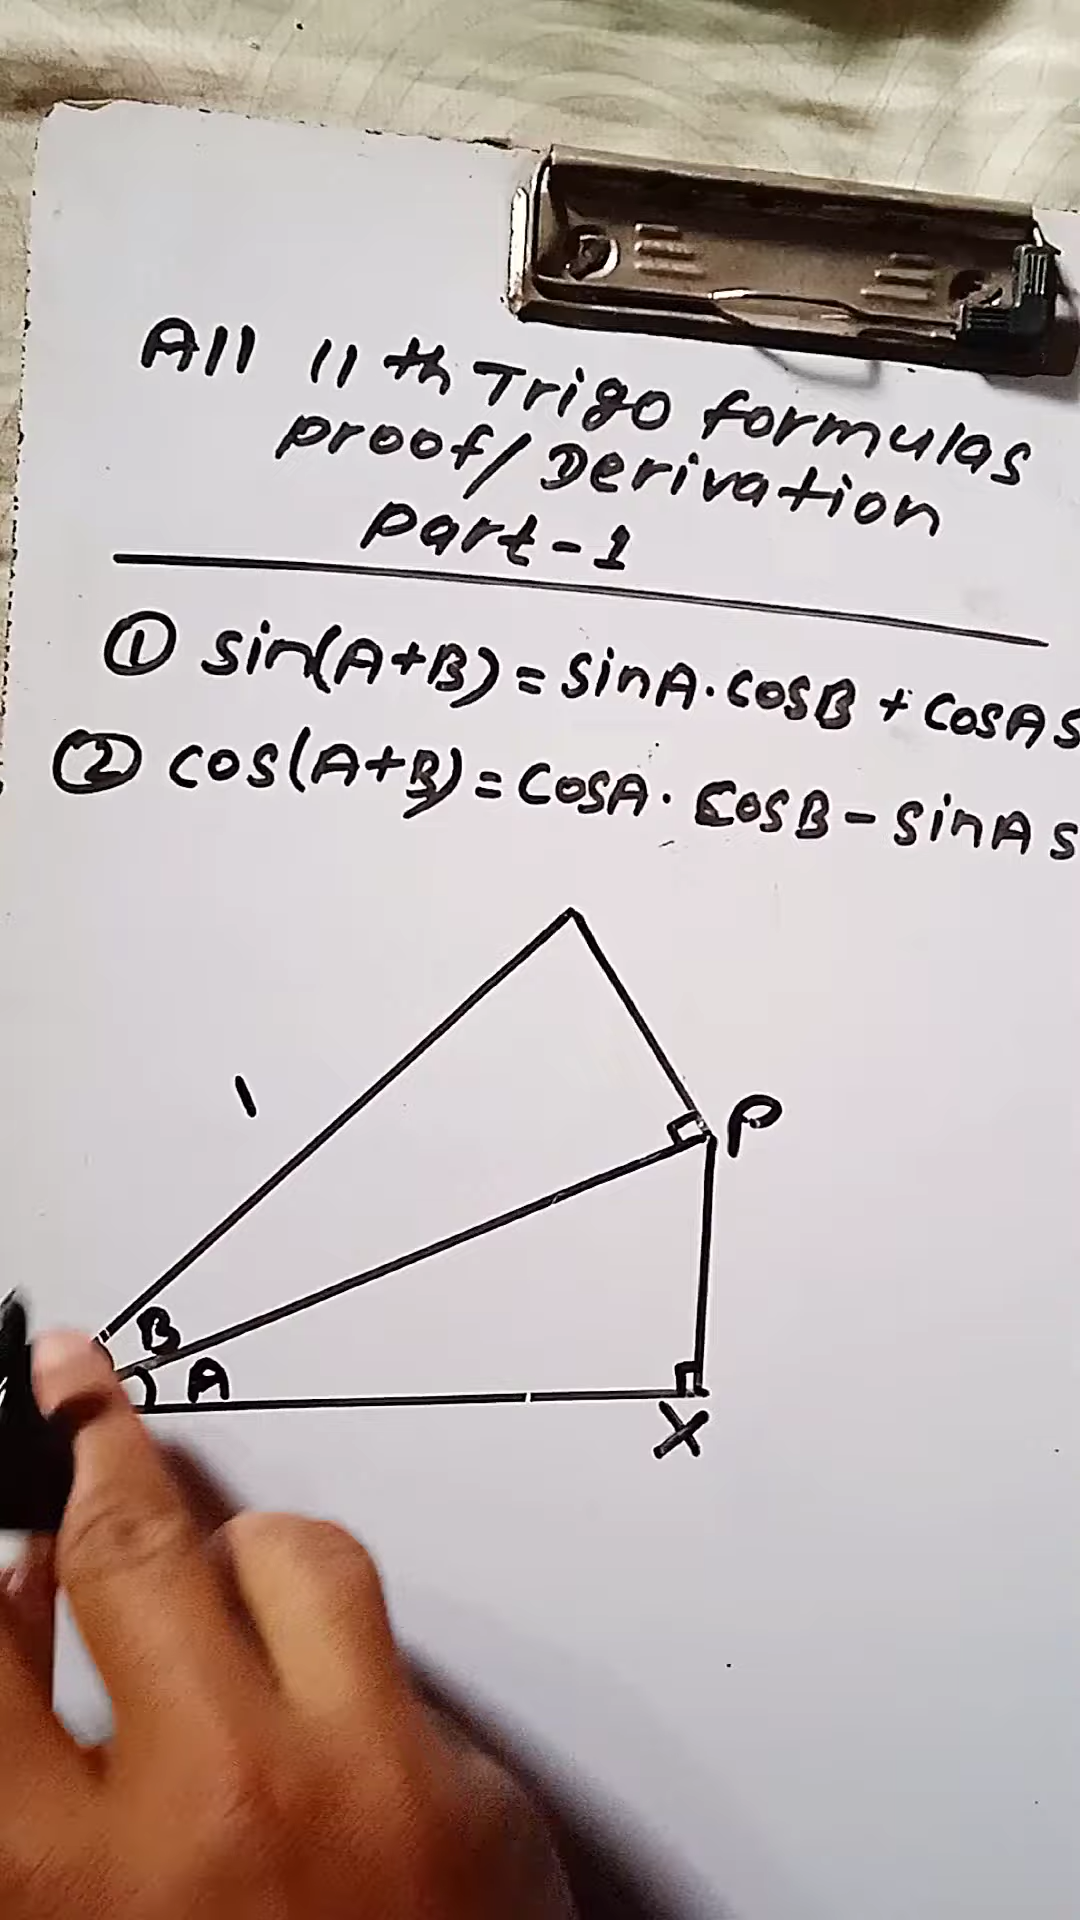 All 11th Trigo formulas
proof/Derivation
part-1
① sin(A+B)=sinA.cosB + cosA s
② cos(A+B)=cosA. cosB-sinA s
1
P
B
A
X